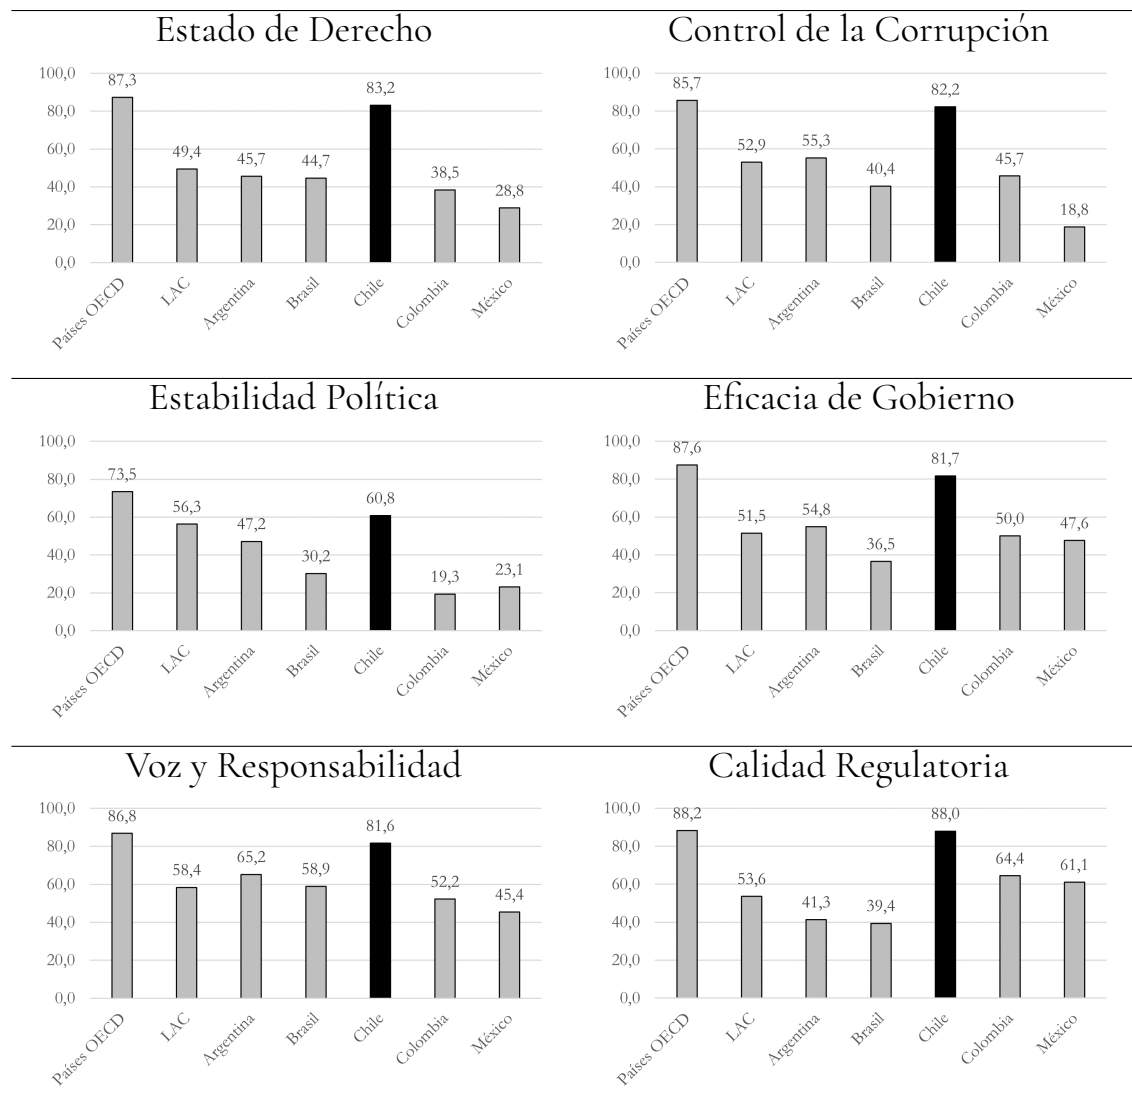 Estado de Derecho
100,0
80,0
60,0
40,0
20,0
0,0
87,3
49,4
45,7
44,7
83,2
38,5
28,8
Países OECD
LAC
Argentina
Brasil
Chile
Colombia
México
Control de la Corrupción
100,0
80,0
60,0
40,0
20,0
0,0
85,7
52,9
55,3
40,4
82,2
45,7
18,8
Países OECD
LAC
Argentina
Brasil
Chile
Colombia
México
Estabilidad Política
100,0
80,0
60,0
40,0
20,0
0,0
73,5
56,3
47,2
30,2
60,8
19,3
23,1
Países OECD
LAC
Argentina
Brasil
Chile
Colombia
México
Eficacia de Gobierno
100,0
80,0
60,0
40,0
20,0
0,0
87,6
51,5
54,8
36,5
81,7
50,0
47,6
Países OECD
LAC
Argentina
Brasil
Chile
Colombia
México
Voz y Responsabilidad
100,0
80,0
60,0
40,0
20,0
0,0
86,8
58,4
65,2
58,9
81,6
52,2
45,4
Países OECD
LAC
Argentina
Brasil
Chile
Colombia
México
Calidad Regulatoria
100,0
80,0
60,0
40,0
20,0
0,0
88,2
53,6
41,3
39,4
88,0
64,4
61,1
Países OECD
LAC
Argentina
Brasil
Chile
Colombia
México